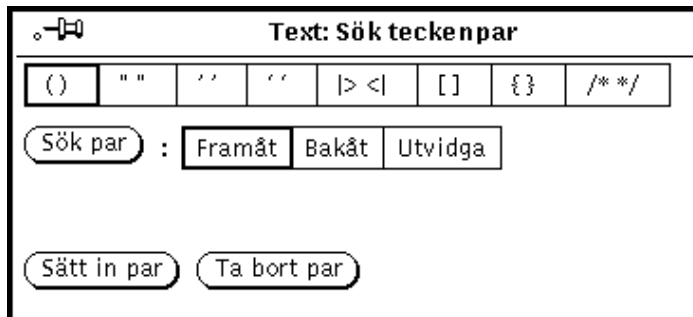 Text: Sök teckenpar
() " " ′ ′ ‘ ‘ |> <| [ ] { } /* */
Sök par : Framåt Bakåt Utvidga
Sätt in par Ta bort par